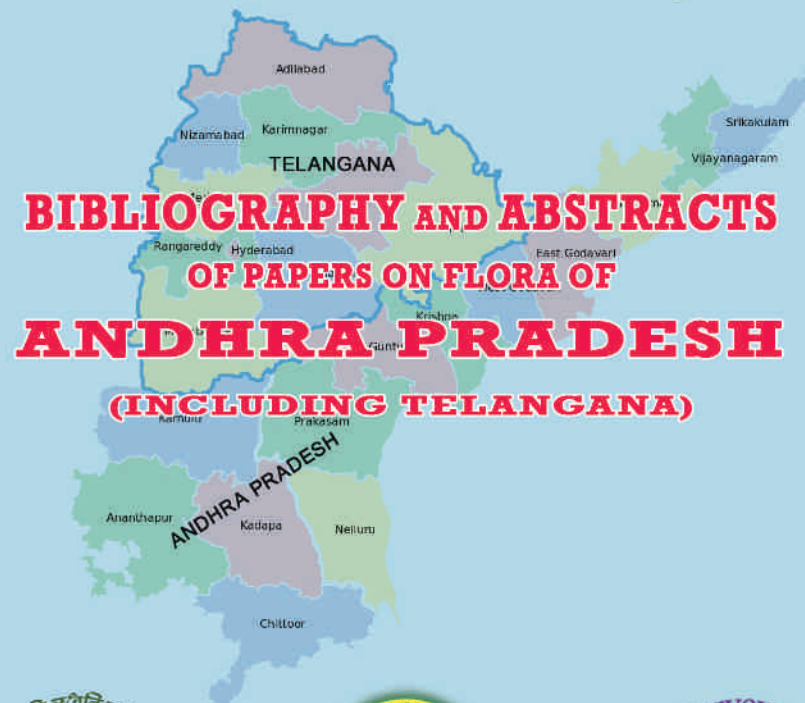 Adilabad
Nizamabad
Karimnagar
Srikakulam
Vijayanagaram
TELANGANA
BIBLIOGRAPHY AND ABSTRACTS
Rangareddy
Hyderabad
East Godavari
OF PAPERS ON FLORA OF
Krishna
ANDHRA PRADESH
(INCLUDING TELANGANA)
Prakasam
ANDHRA PRADESH
Ananthapur
Kadapa
Nelluru
Chittoor